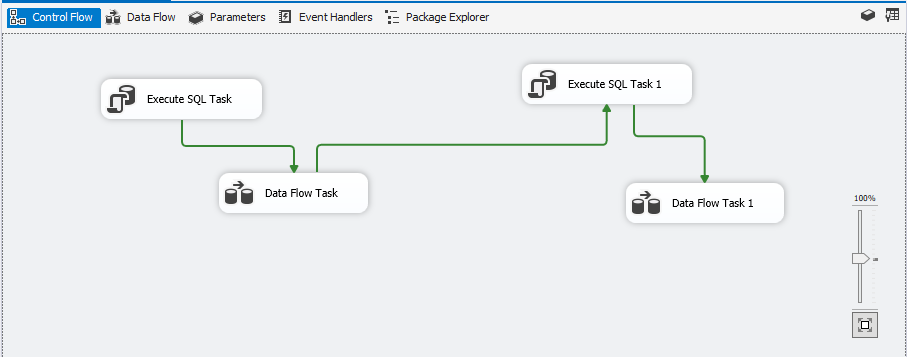 Control Flow Data Flow Parameters Event Handlers Package Explorer
Execute SQL Task 1
Execute SQL Task
Data Flow Task
Data Flow Task 1
100%